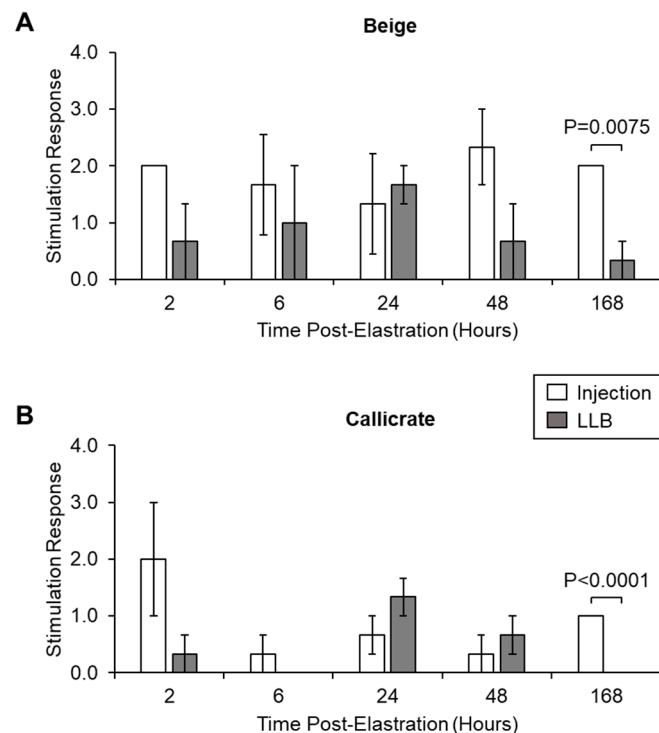 A
Beige
Stimulation Response
4.0
3.0
2.0
1.0
0.0
P=0.0075
2 6 24 48 168
Time Post-Elastration (Hours)
Injection
LLB
B
Callicrate
Stimulation Response
4.0
3.0
2.0
1.0
0.0
P<0.0001
2 6 24 48 168
Time Post-Elastration (Hours)